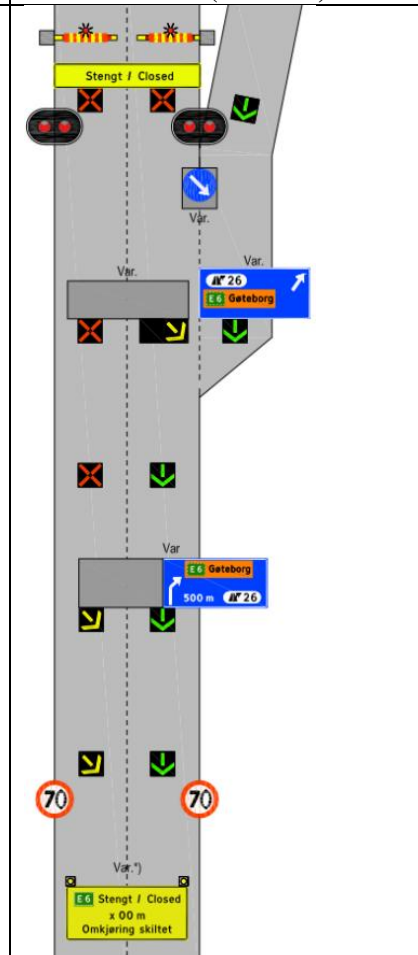 Stengt / Closed
Var.
Var.
Var.
26
E6 Gøteborg
Var
E6 Gøteborg
500 m 26
70 70
Var.*)
E6 Stengt / Closed
x 00 m
Omkjøring skiltet